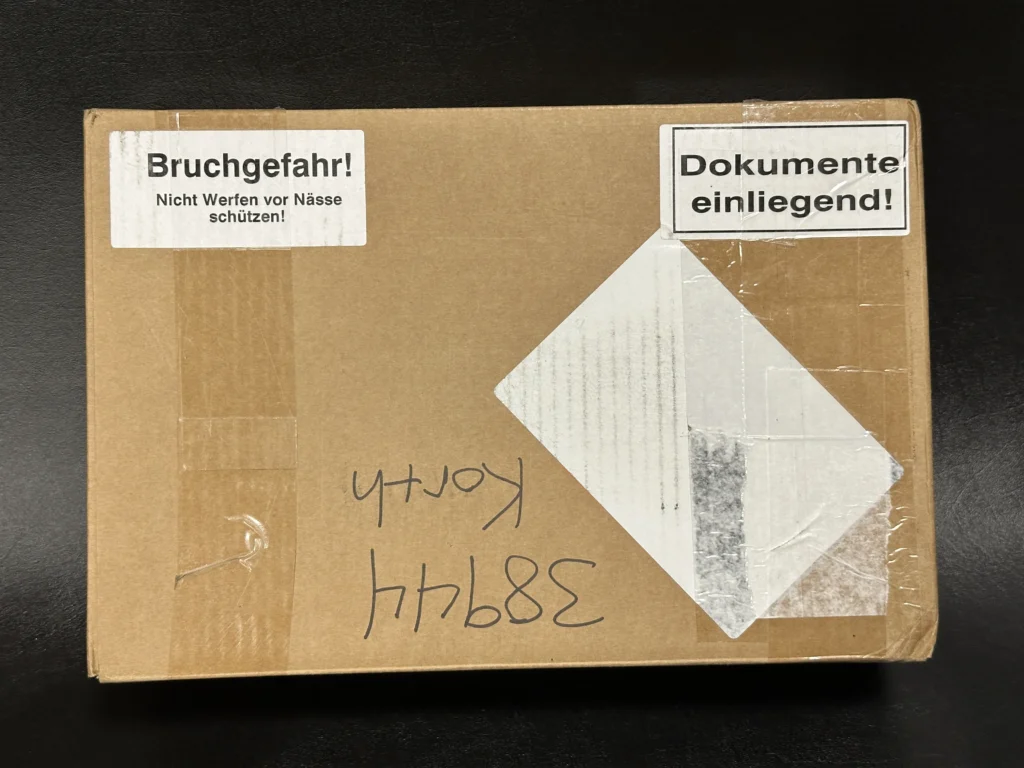 Bruchgefahr!
Nicht Werfen vor Nässe
schützen!
Dokumente
einliegend!
38944
Korth